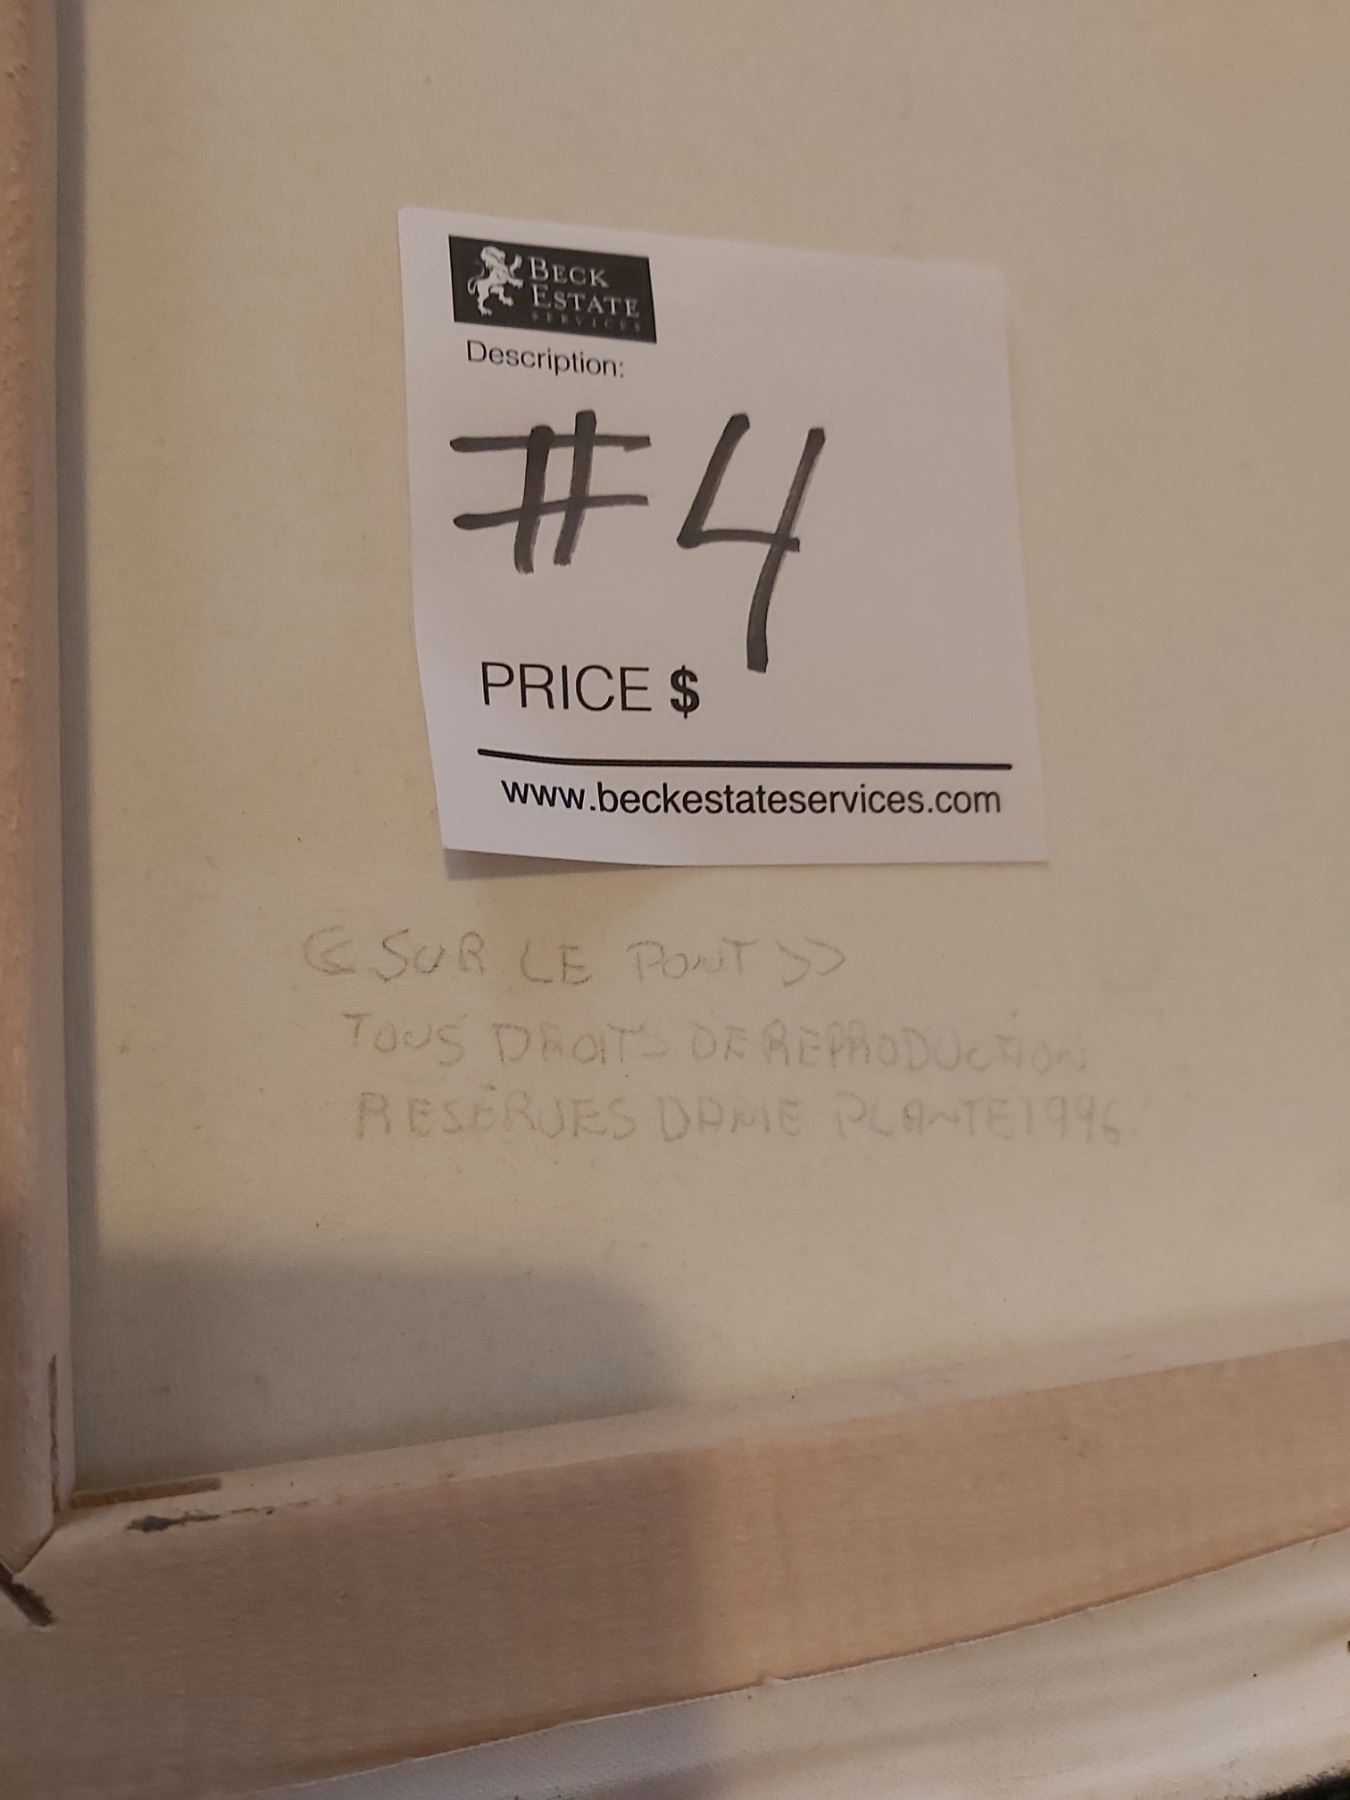 BECK
ESTATE
SERVICES
Description:
#4
PRICE $
www.beckestateservices.com
<< SUR LE PONT >>
TOUS DROITS DE REPRODUCTION
RESERVES DAME PLANTE 1996